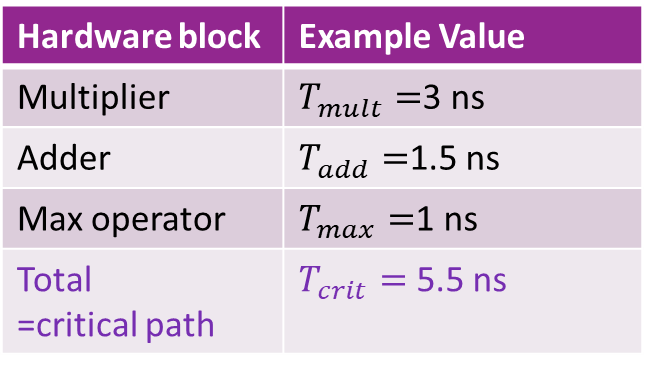 Hardware block Example Value
Multiplier T_mult =3 ns
Adder T_add =1.5 ns
Max operator T_max =1 ns
Total T_crit = 5.5 ns
=critical path